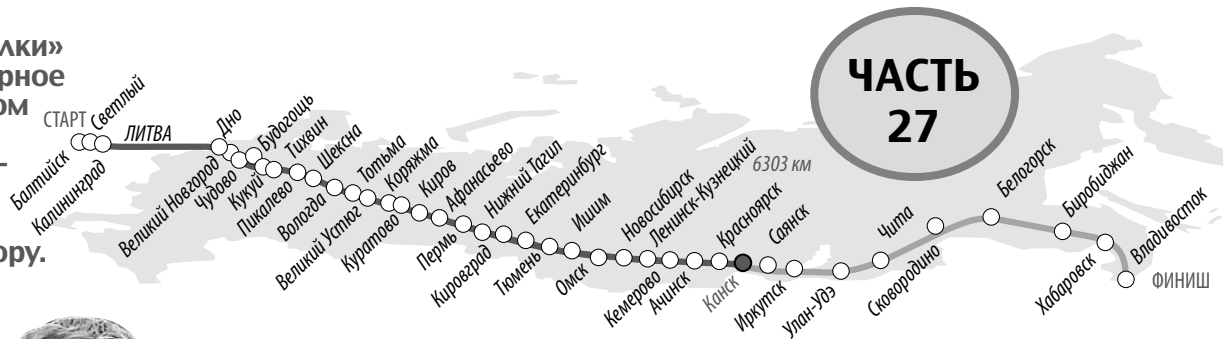 лки»
рное
ом
–
ору.
ЧАСТЬ
27
СТАРТ
Балтийск
Светлый
Калининград
ЛИТВА
Дно
Великий Новгород
Чудово
Будогощь
Кукуй
Тихвин
Пикалево
Шексна
Вологда
Тотьма
Великий Устюг
Коряжма
Куратово
Киров
Афанасьево
Пермь
Нижний Тагил
Кировград
Екатеринбург
Тюмень
Ишим
Омск
Новосибирск
Ленинск-Кузнецкий
Кемерово
Ачинск
Красноярск
Канск
6303 км
Саянск
Иркутск
Улан-Удэ
Чита
Сковородино
Белогорск
Биробиджан
Хабаровск
Владивосток
ФИНИШ